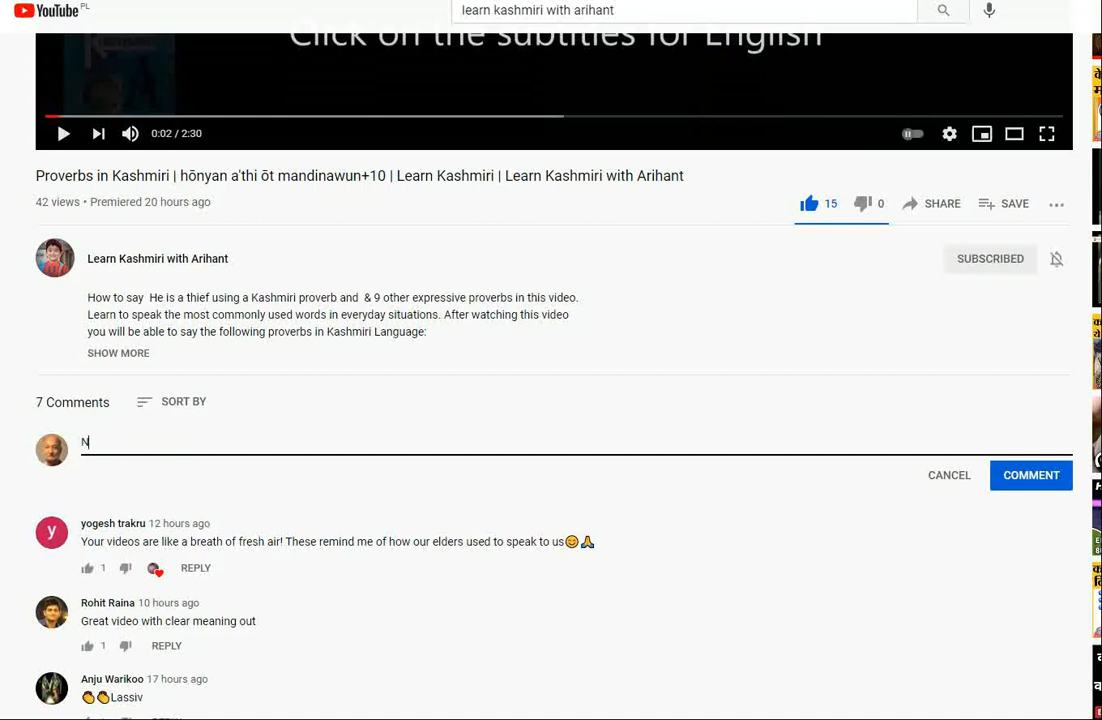 YouTube PL
learn kashmiri with arihant
Click on the subtitles for English
0:02 / 2:30
Proverbs in Kashmiri | hōnyan a'thi ōt mandinawun+10 | Learn Kashmiri | Learn Kashmiri with Arihant
42 views • Premiered 20 hours ago
15 0 SHARE SAVE
Learn Kashmiri with Arihant
SUBSCRIBED
How to say He is a thief using a Kashmiri proverb and & 9 other expressive proverbs in this video.
Learn to speak the most commonly used words in everyday situations. After watching this video
you will be able to say the following proverbs in Kashmiri Language:
SHOW MORE
7 Comments SORT BY
N
CANCEL COMMENT
y
yogesh trakru 12 hours ago
Your videos are like a breath of fresh air! These remind me of how our elders used to speak to us😊🙏
1 REPLY
Rohit Raina 10 hours ago
Great video with clear meaning out
1 REPLY
Anju Warikoo 17 hours ago
👏👏Lassiv